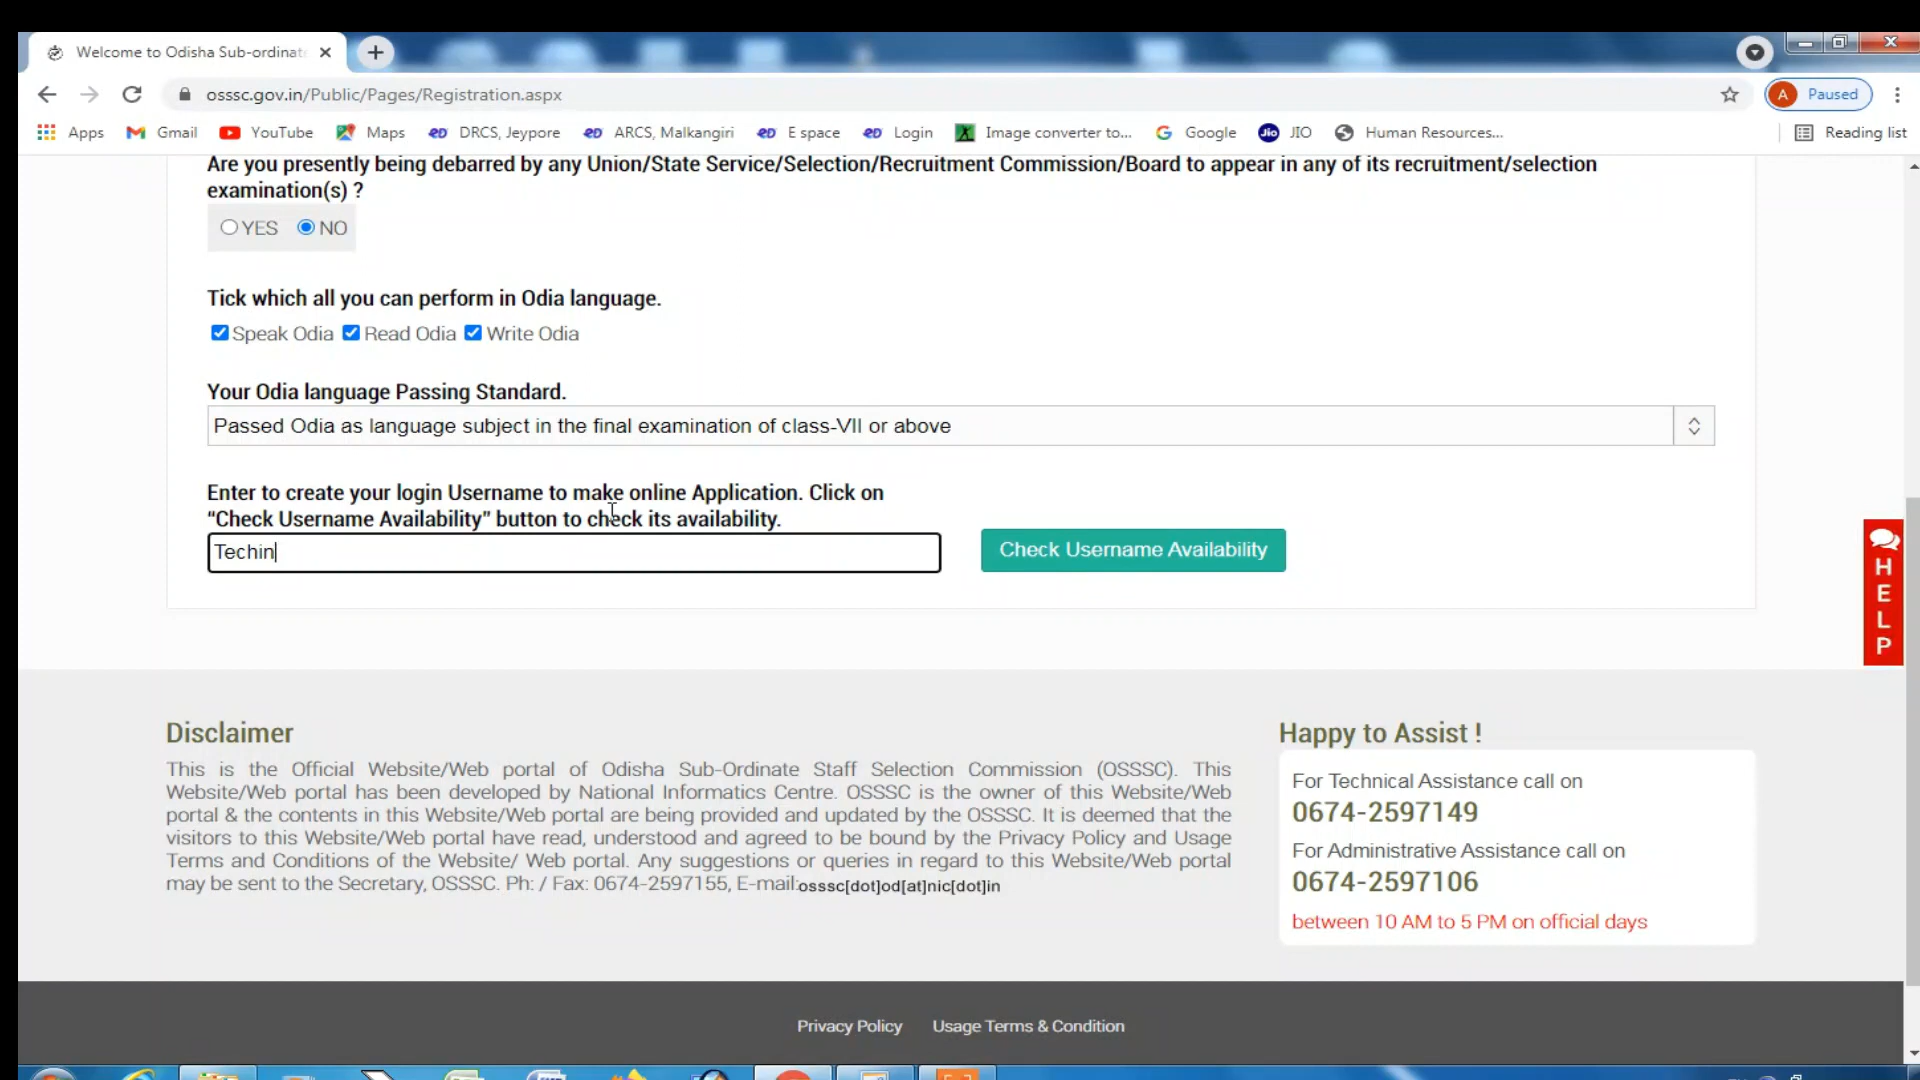 Welcome to Odisha Sub-ordinat
osssc.gov.in/Public/Pages/Registration.aspx
A Paused
Apps Gmail YouTube Maps DRCS, Jeypore ARCS, Malkangiri E space Login Image converter to... Google Jio JIO Human Resources... Reading list
Are you presently being debarred by any Union/State Service/Selection/Recruitment Commission/Board to appear in any of its recruitment/selection
examination(s) ?
YES NO
Tick which all you can perform in Odia language.
Speak Odia Read Odia Write Odia
Your Odia language Passing Standard.
Passed Odia as language subject in the final examination of class-VII or above
Enter to create your login Username to make online Application. Click on
“Check Username Availability” button to check its availability.
Techin
Check Username Availability
HELP
Disclaimer
This is the Official Website/Web portal of Odisha Sub-Ordinate Staff Selection Commission (OSSSC). This
Website/Web portal has been developed by National Informatics Centre. OSSSC is the owner of this Website/Web
portal & the contents in this Website/Web portal are being provided and updated by the OSSSC. It is deemed that the
visitors to this Website/Web portal have read, understood and agreed to be bound by the Privacy Policy and Usage
Terms and Conditions of the Website/ Web portal. Any suggestions or queries in regard to this Website/Web portal
may be sent to the Secretary, OSSSC. Ph: / Fax: 0674-2597155, E-mail:osssc[dot]od[at]nic[dot]in
Happy to Assist !
For Technical Assistance call on
0674-2597149
For Administrative Assistance call on
0674-2597106
between 10 AM to 5 PM on official days
Privacy Policy Usage Terms & Condition